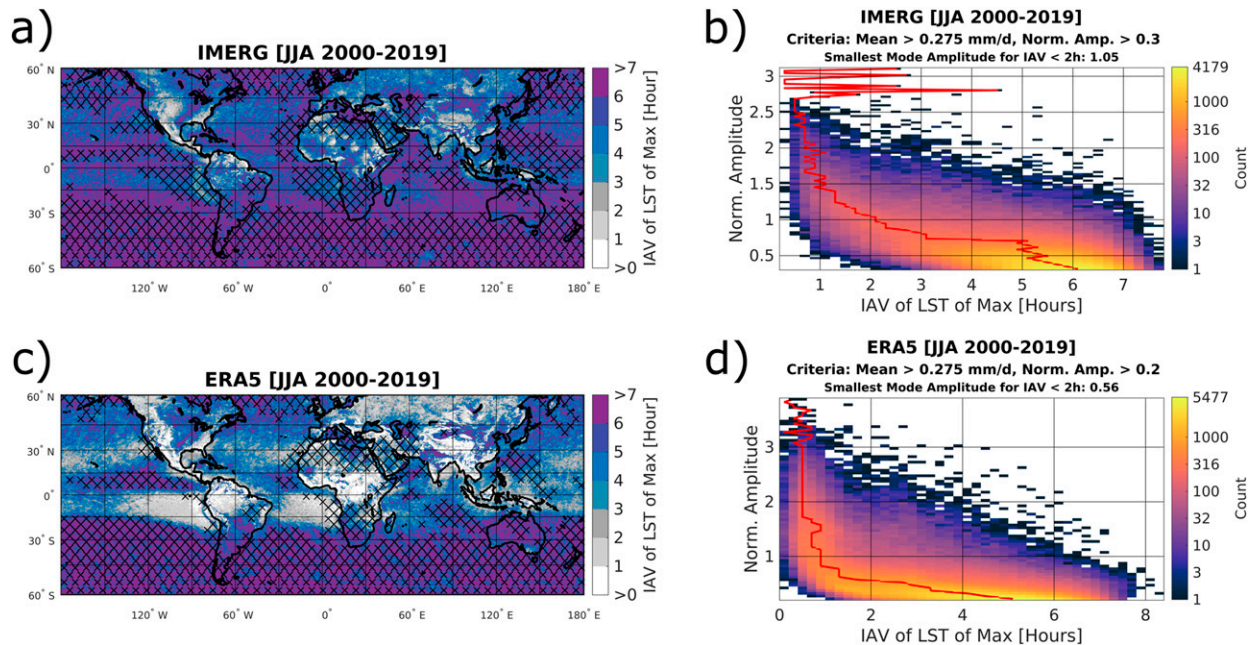 a)
IMERG [JJA 2000-2019]
60° N
30° N
0°
30° S
60° S
120° W
60° W
0° E
60° E
120° E
180° E
>7
6
5
4
3
2
1
>0
IAV of LST of Max [Hour]
b)
IMERG [JJA 2000-2019]
Criteria: Mean > 0.275 mm/d, Norm. Amp. > 0.3
Smallest Mode Amplitude for IAV < 2h: 1.05
Norm. Amplitude
3
2.5
2
1.5
1
0.5
1 2 3 4 5 6 7
IAV of LST of Max [Hours]
4179
1000
316
100
32
10
3
1
Count
c)
ERA5 [JJA 2000-2019]
60° N
30° N
0°
30° S
60° S
120° W
60° W
0° E
60° E
120° E
180° E
>7
6
5
4
3
2
1
>0
IAV of LST of Max [Hour]
d)
ERA5 [JJA 2000-2019]
Criteria: Mean > 0.275 mm/d, Norm. Amp. > 0.2
Smallest Mode Amplitude for IAV < 2h: 0.56
Norm. Amplitude
3
2
1
0 2 4 6 8
IAV of LST of Max [Hours]
5477
1000
316
100
32
10
3
1
Count